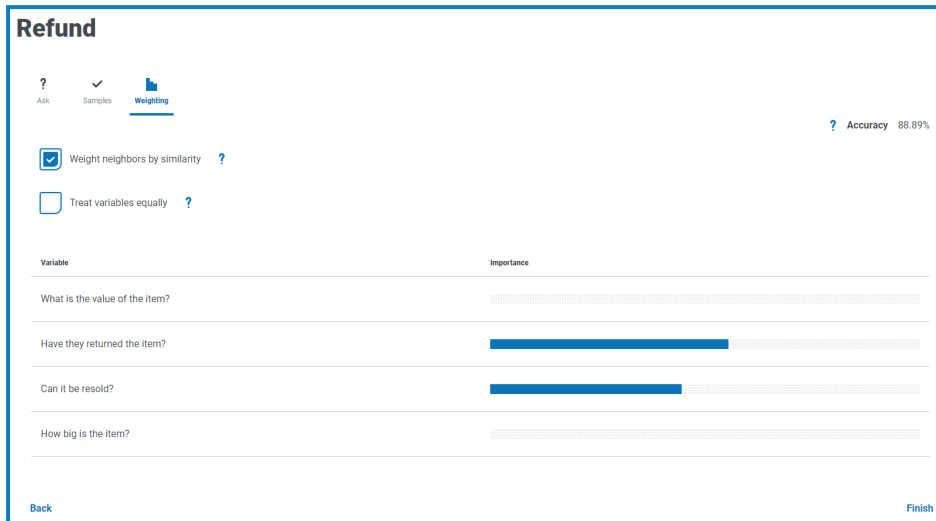 Refund
? 
Ask
Samples
Weighting
? Accuracy 88.89%
Weight neighbors by similarity ?
Treat variables equally ?
Variable Importance
What is the value of the item?
Have they returned the item?
Can it be resold?
How big is the item?
Back Finish